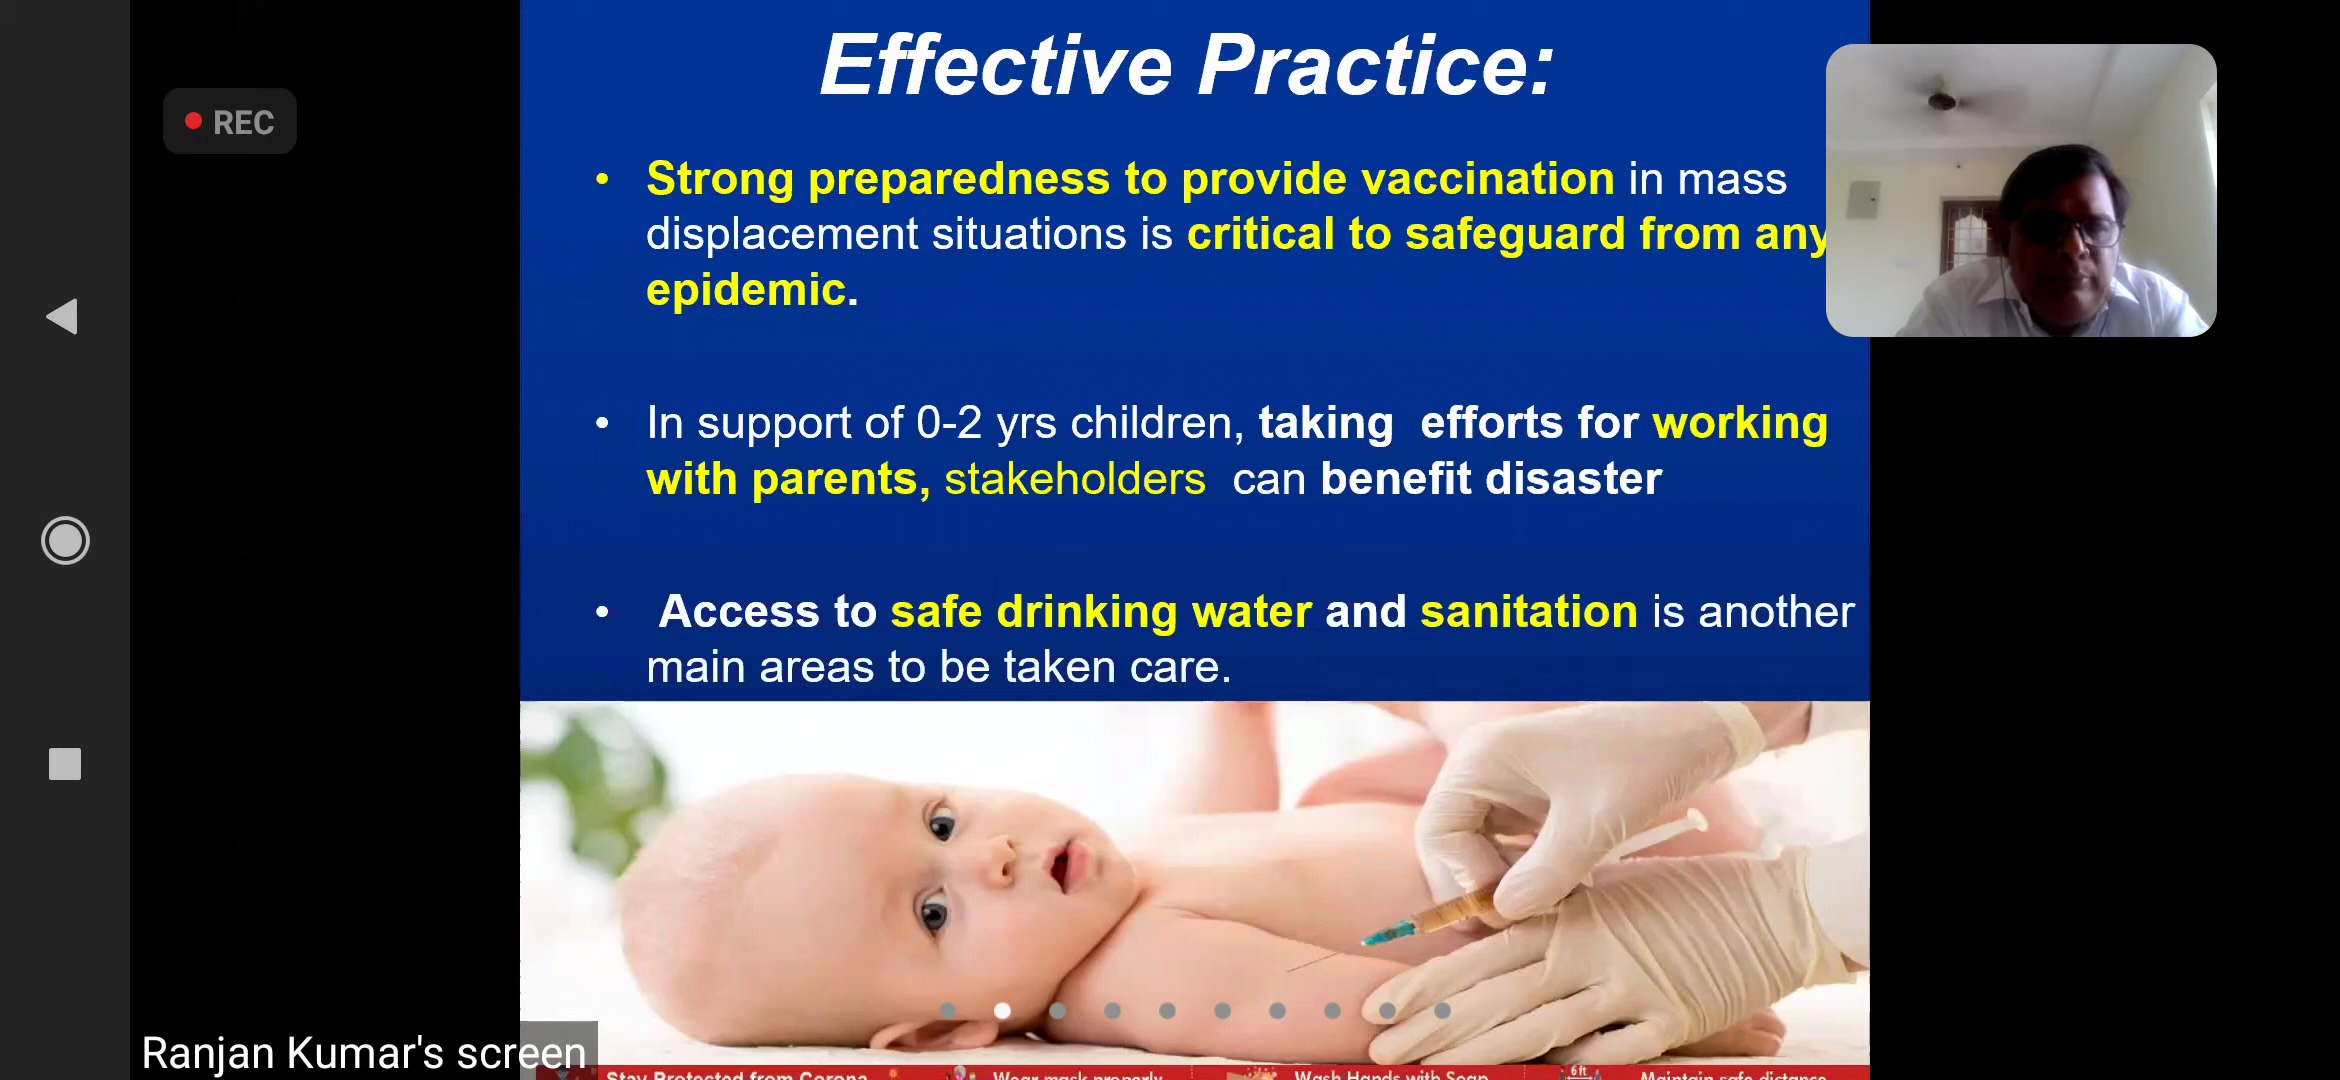 Effective Practice:
REC
• Strong preparedness to provide vaccination in mass
displacement situations is critical to safeguard from any
epidemic.
• In support of 0-2 yrs children, taking efforts for working
with parents, stakeholders can benefit disaster
• Access to safe drinking water and sanitation is another
main areas to be taken care.
Ranjan Kumar's screen
Stay Protected from Corona
Wear mask properly
Wash Hands with Soap
6ft
Maintain safe distance